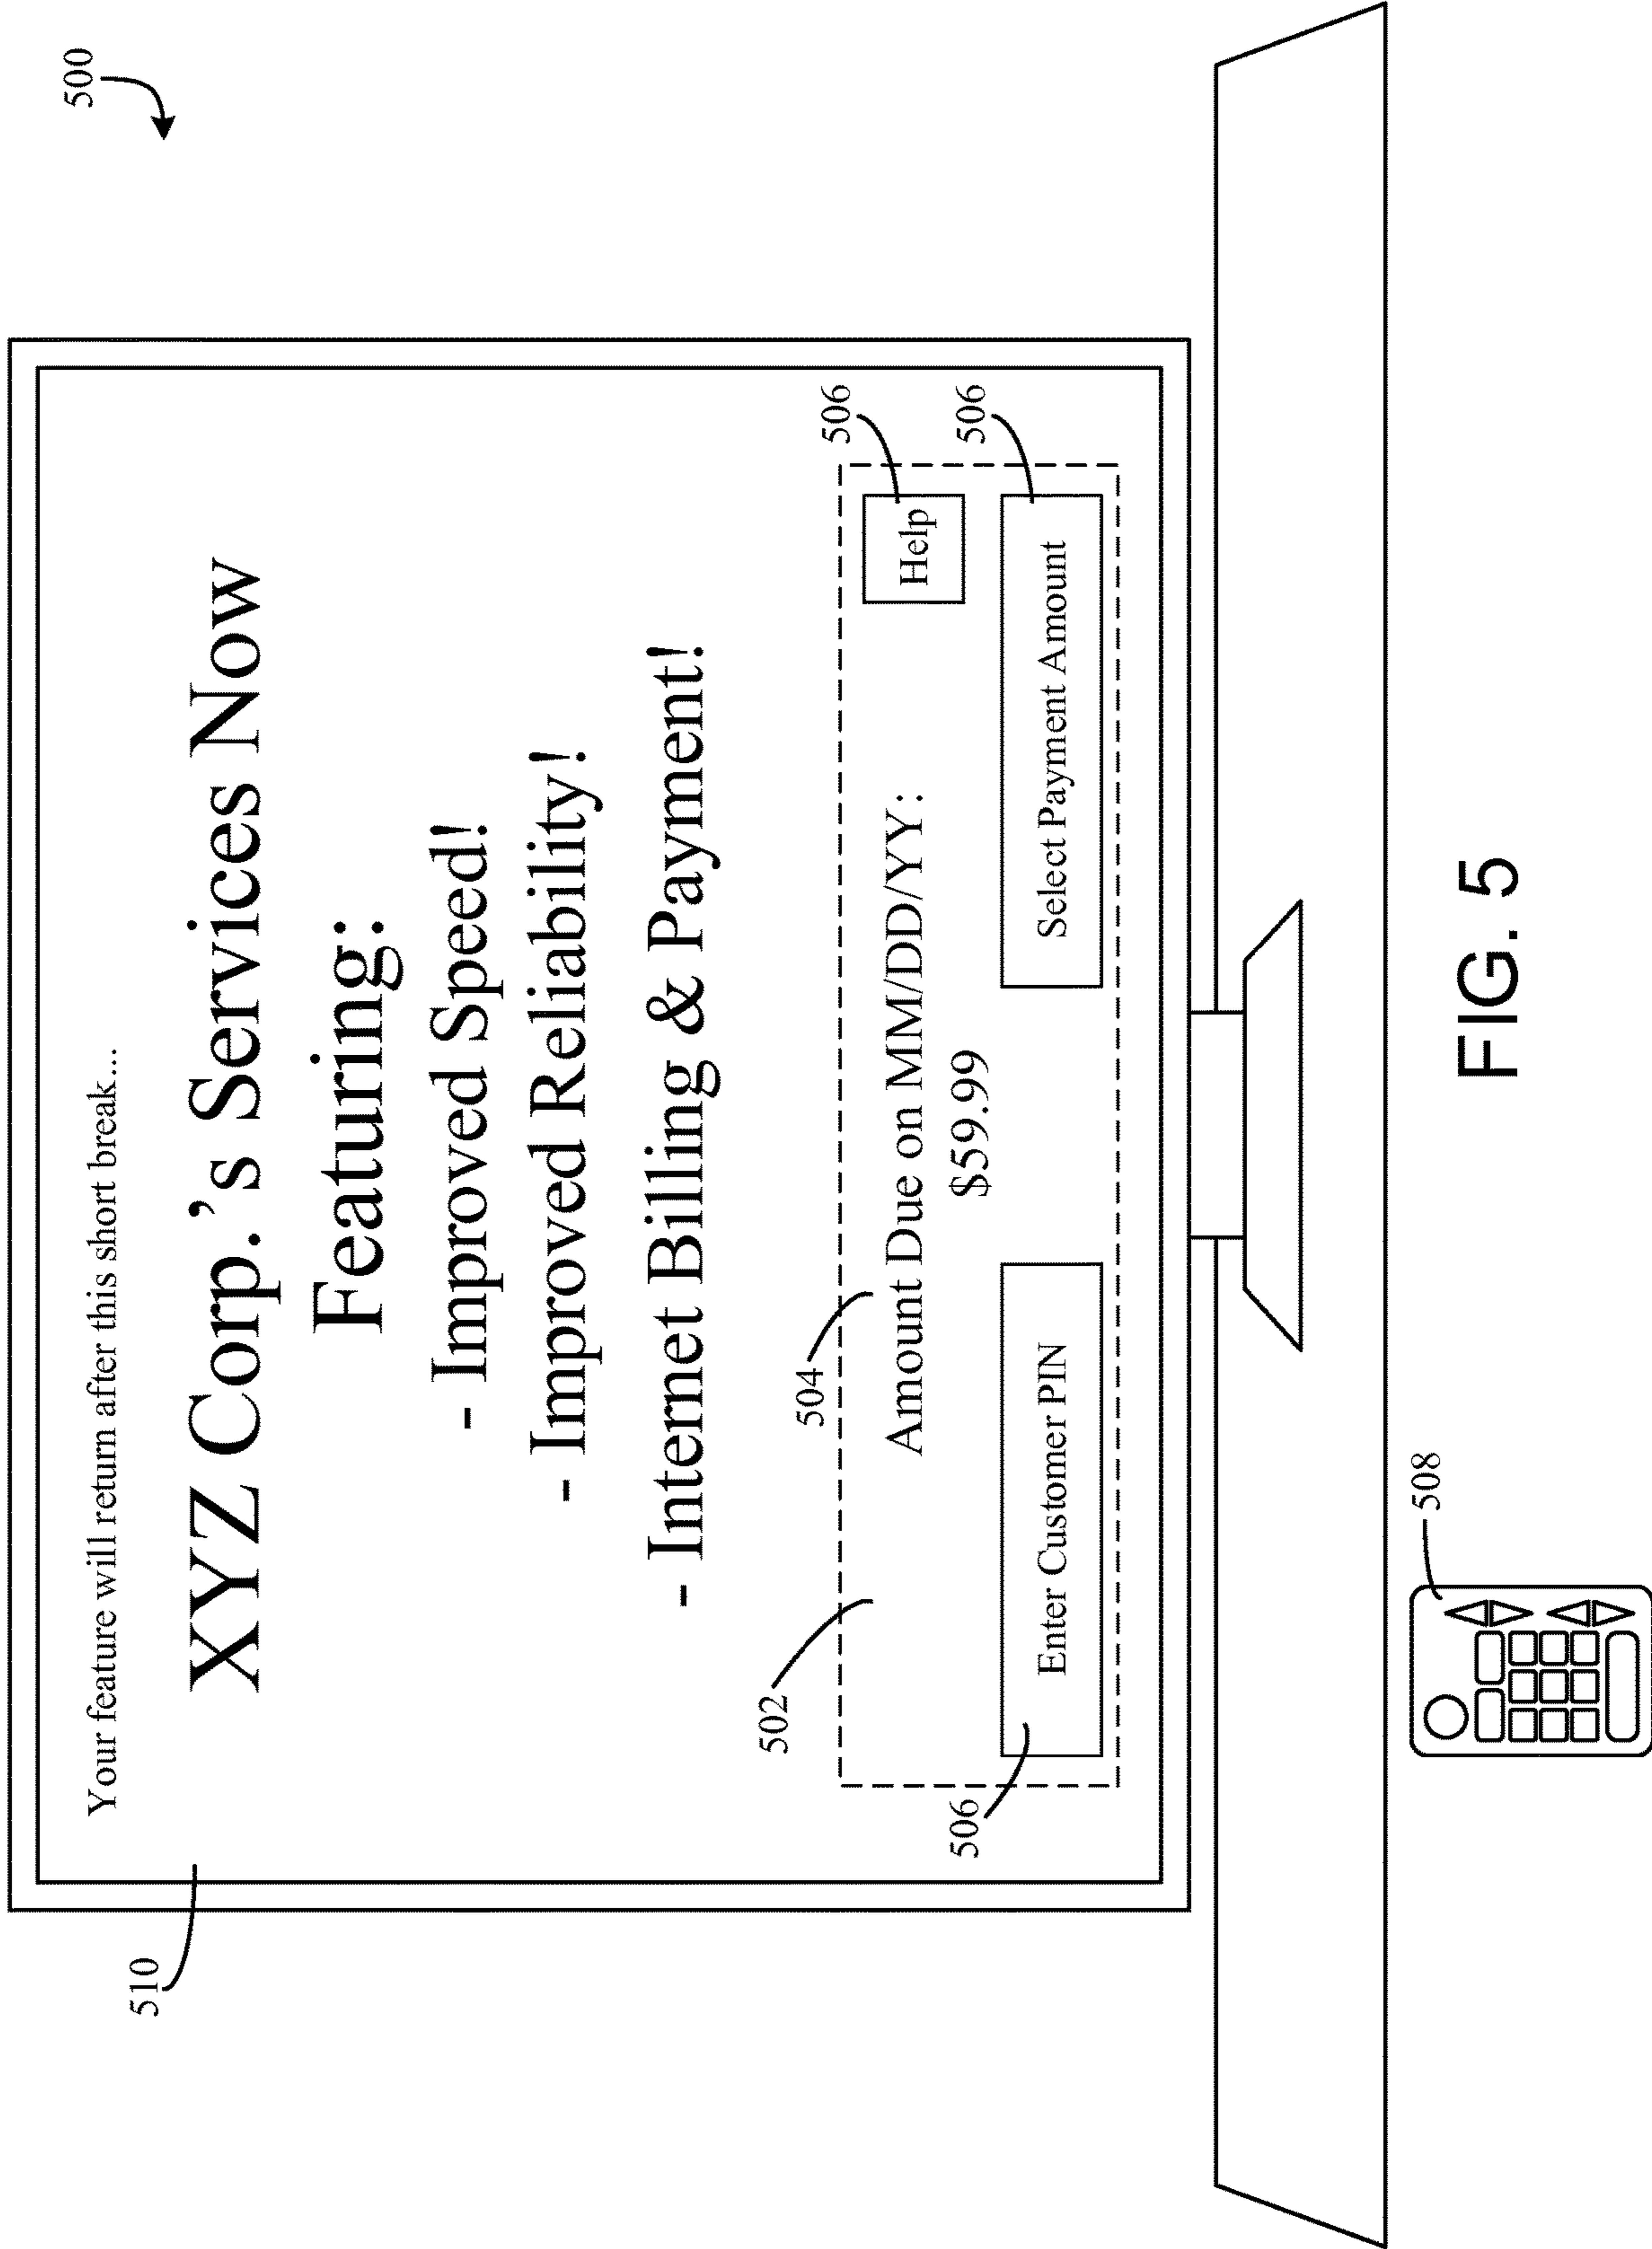 500
510
Your feature will return after this short break...
XYZ Corp.'s Services Now
Featuring:
- Improved Speed!
- Improved Reliability!
- Internet Billing & Payment!
502
504
506
Amount Due on MM/DD/YY:
$59.99
Help
506
506
Enter Customer PIN
Select Payment Amount
508
FIG. 5